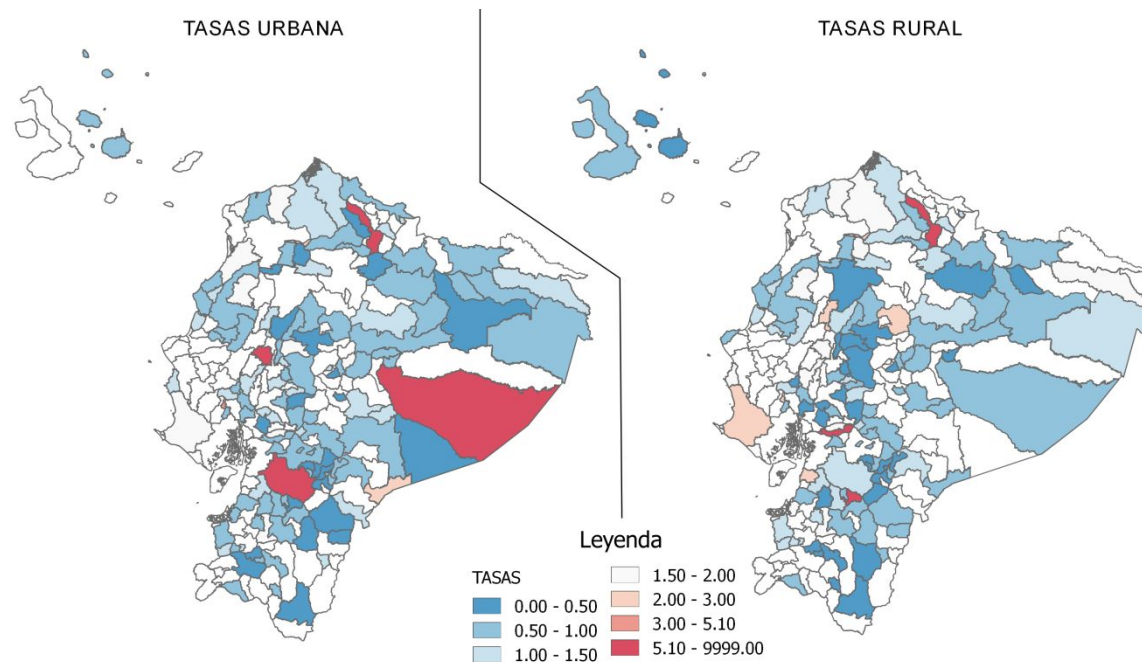 TASAS URBANA
TASAS RURAL
Leyenda
TASAS
0.00 - 0.50
0.50 - 1.00
1.00 - 1.50
1.50 - 2.00
2.00 - 3.00
3.00 - 5.10
5.10 - 9999.00